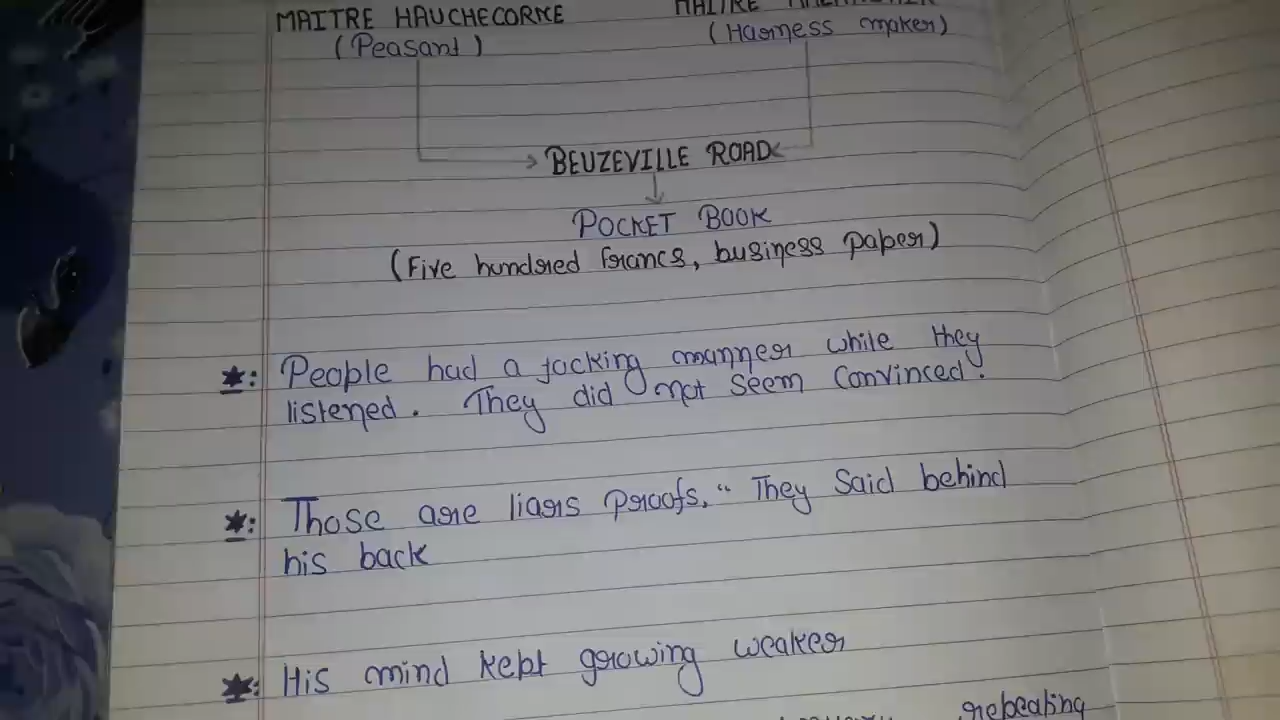 MAITRE HAUCHECORKE
MAITRE
(Peasant)
(Harness maker)
BEUZEVILLE ROAD
POCKET BOOK
(Five hundred francs, business paper)
*: People had a jocking manner while they
listened. They did not seem convinced.
*: Those are liars proofs," They said behind
his back
*: His mind kept growing weaker
repeating